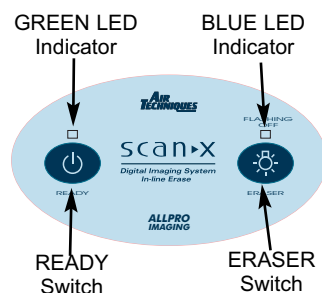 GREEN LED
Indicator
BLUE LED
Indicator
AIR
TECHNIQUES
FLASHING
OFF
scan x
Digital Imaging System
In-line Erase
READY
ERASER
ALLPRO
IMAGING
READY
Switch
ERASER
Switch